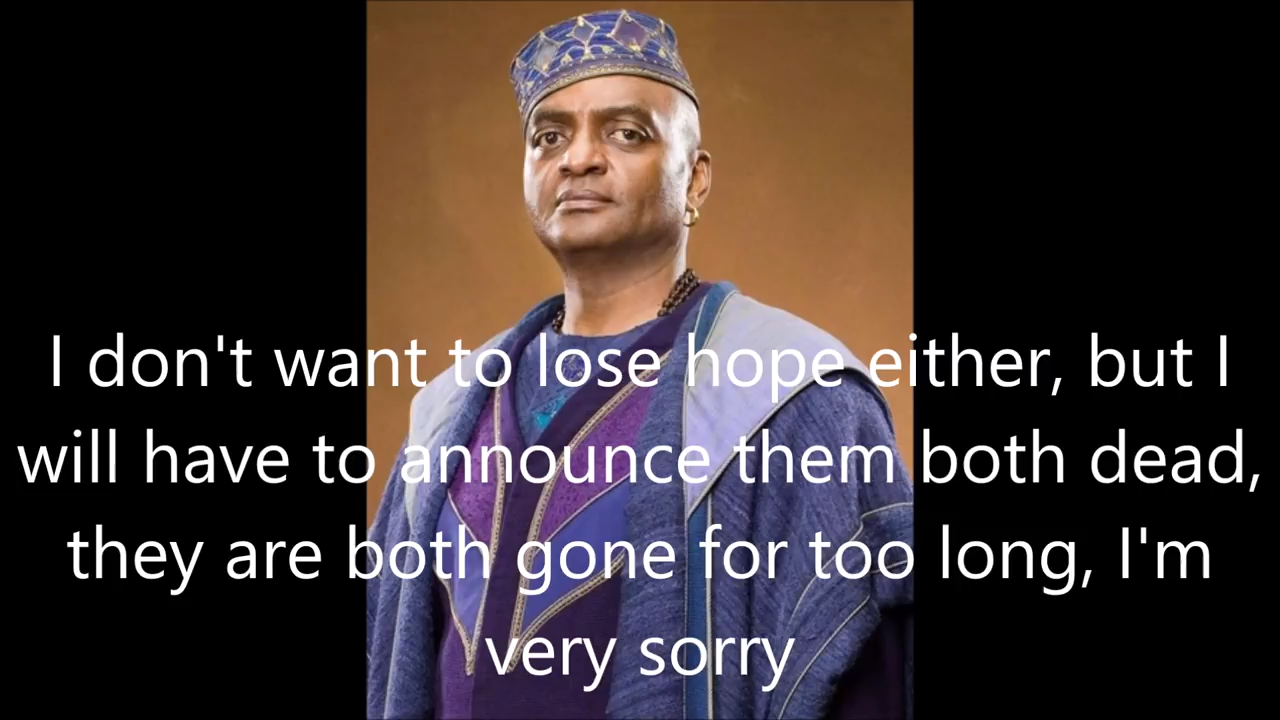 I don't want to lose hope either, but I
will have to announce them both dead,
they are both gone for too long, I'm
very sorry